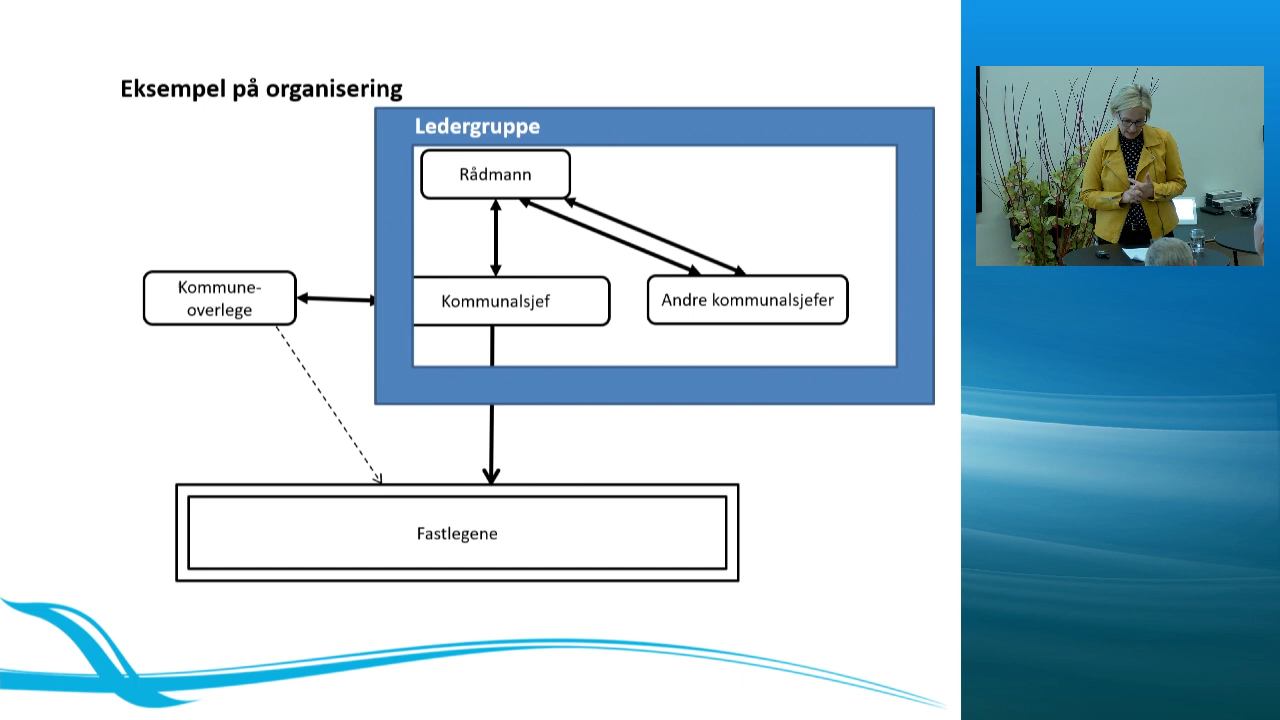 Eksempel på organisering
Ledergruppe
Rådmann
Kommune-
overlege
Kommunalsjef
Andre kommunalsjefer
Fastlegene